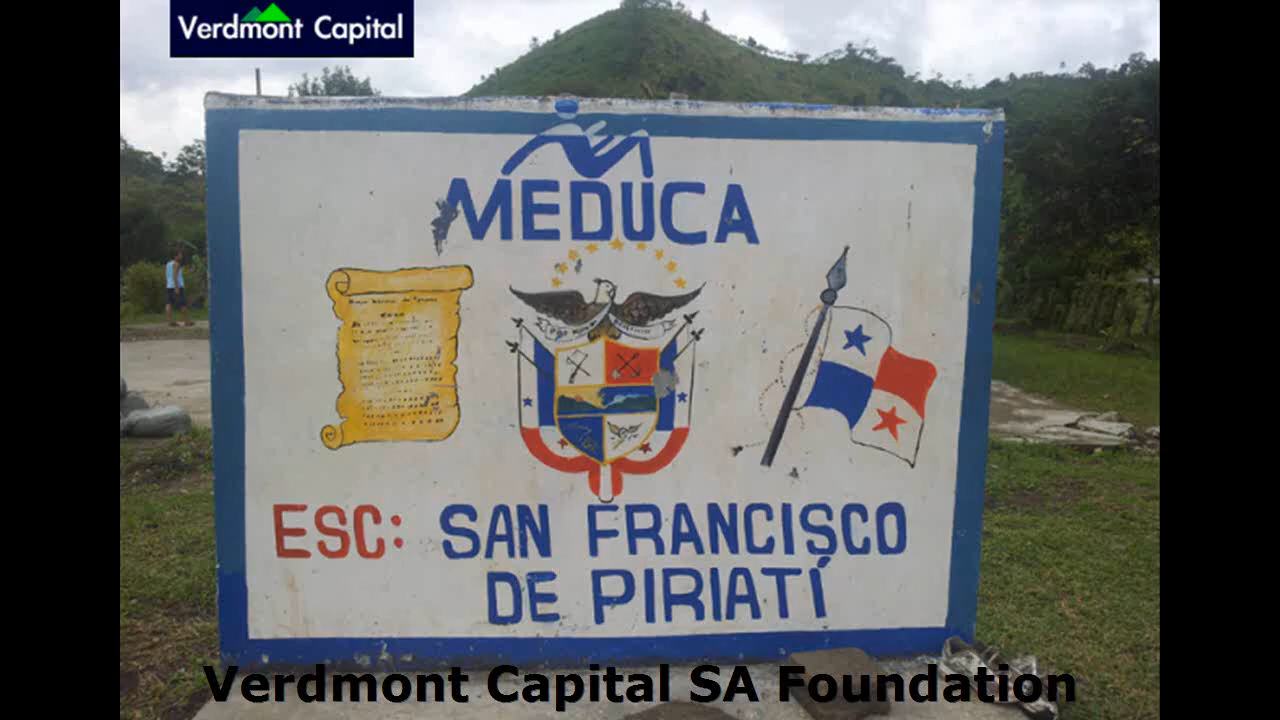 Verdmont Capital
MEDUCA
ESC: SAN FRANCISCO
DE PIRIATÍ
Verdmont Capital SA Foundation